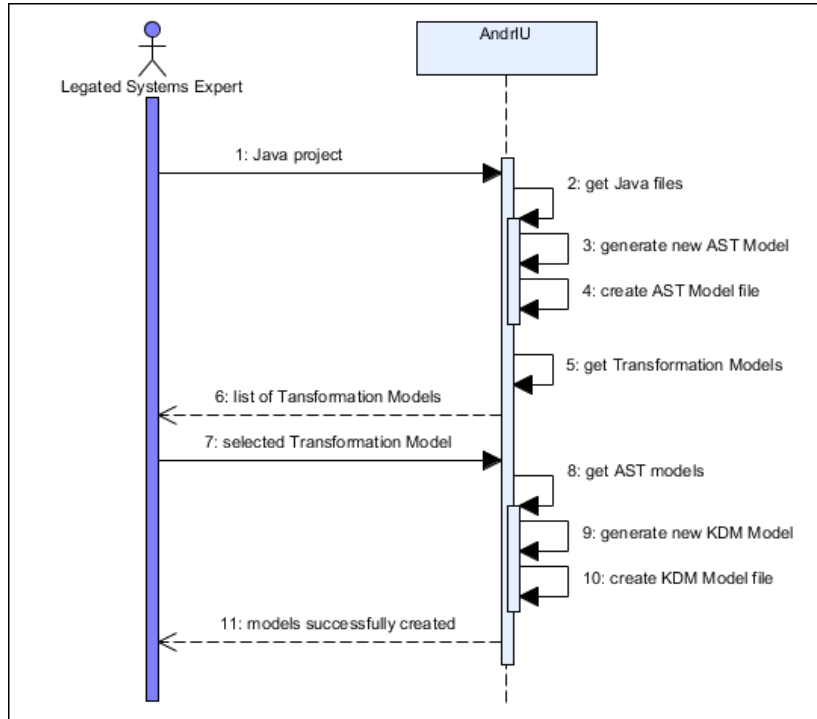 AndrIU
Legated Systems Expert
1: Java project
2: get Java files
3: generate new AST Model
4: create AST Model file
5: get Transformation Models
6: list of Tansformation Models
7: selected Transformation Model
8: get AST models
9: generate new KDM Model
10: create KDM Model file
11: models successfully created